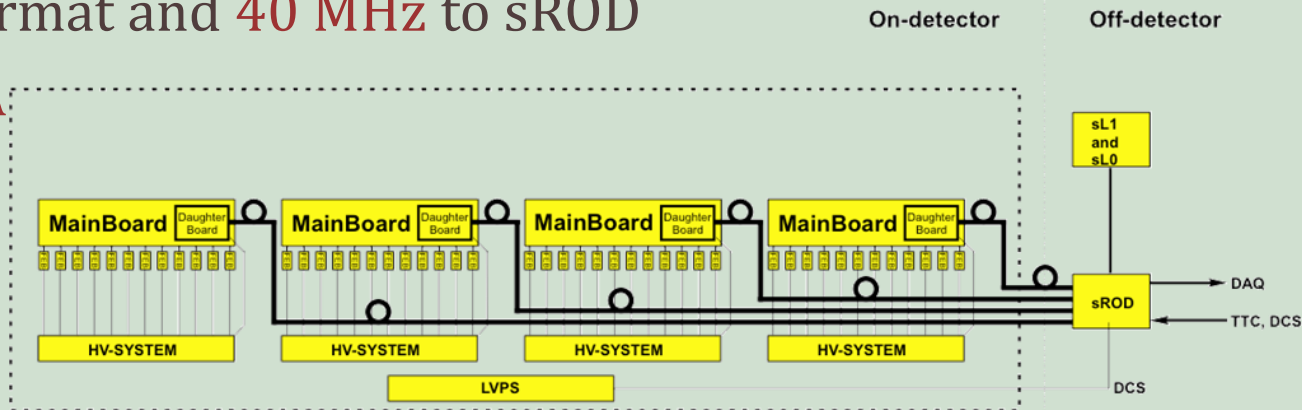 rmat and 40 MHz to sROD
On-detector
Off-detector
sL1
and
sL0
MainBoard
Daughter
Board
MainBoard
Daughter
Board
MainBoard
Daughter
Board
MainBoard
Daughter
Board
sROD
DAQ
TTC, DCS
HV-SYSTEM
HV-SYSTEM
HV-SYSTEM
HV-SYSTEM
LVPS
DCS